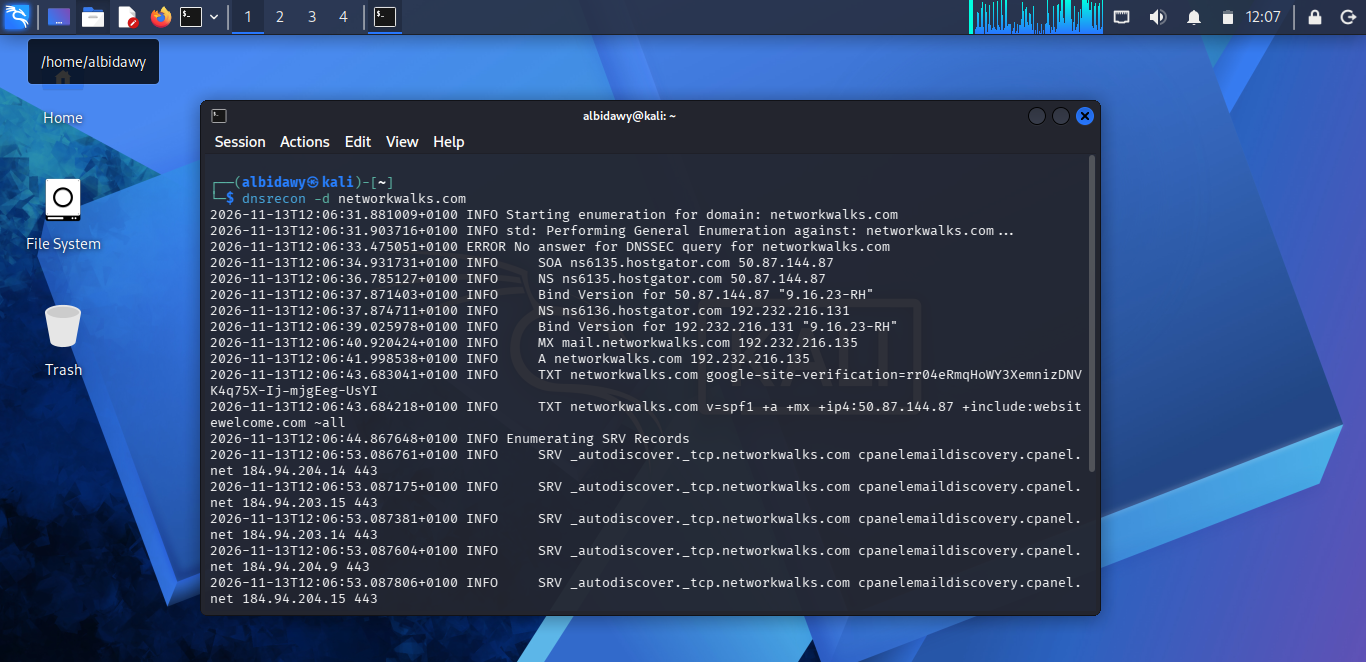 1 2 3 4 12:07
/home/albidawy
Home
File System
Trash
albidawy@kali: ~
Session Actions Edit View Help
┌──(albidawy㉿kali)-[~]
└─$ dnsrecon -d networkwalks.com
2026-11-13T12:06:31.881009+0100 INFO Starting enumeration for domain: networkwalks.com
2026-11-13T12:06:31.903716+0100 INFO std: Performing General Enumeration against: networkwalks.com...
2026-11-13T12:06:33.475051+0100 ERROR No answer for DNSSEC query for networkwalks.com
2026-11-13T12:06:34.931731+0100 INFO SOA ns6135.hostgator.com 50.87.144.87
2026-11-13T12:06:36.785127+0100 INFO NS ns6135.hostgator.com 50.87.144.87
2026-11-13T12:06:37.871403+0100 INFO Bind Version for 50.87.144.87 "9.16.23-RH"
2026-11-13T12:06:37.874711+0100 INFO NS ns6136.hostgator.com 192.232.216.131
2026-11-13T12:06:39.025978+0100 INFO Bind Version for 192.232.216.131 "9.16.23-RH"
2026-11-13T12:06:40.920424+0100 INFO MX mail.networkwalks.com 192.232.216.135
2026-11-13T12:06:41.998538+0100 INFO A networkwalks.com 192.232.216.135
2026-11-13T12:06:43.683041+0100 INFO TXT networkwalks.com google-site-verification=rr04eRmqHoWY3XemnizDNV
K4q75X-Ij-mjgEeg-UsYI
2026-11-13T12:06:43.684218+0100 INFO TXT networkwalks.com v=spf1 +a +mx +ip4:50.87.144.87 +include:websit
ewelcome.com ~all
2026-11-13T12:06:44.867648+0100 INFO Enumerating SRV Records
2026-11-13T12:06:53.086761+0100 INFO SRV _autodiscover._tcp.networkwalks.com cpanelemaildiscovery.cpanel.
net 184.94.204.14 443
2026-11-13T12:06:53.087175+0100 INFO SRV _autodiscover._tcp.networkwalks.com cpanelemaildiscovery.cpanel.
net 184.94.203.15 443
2026-11-13T12:06:53.087381+0100 INFO SRV _autodiscover._tcp.networkwalks.com cpanelemaildiscovery.cpanel.
net 184.94.203.14 443
2026-11-13T12:06:53.087604+0100 INFO SRV _autodiscover._tcp.networkwalks.com cpanelemaildiscovery.cpanel.
net 184.94.204.9 443
2026-11-13T12:06:53.087806+0100 INFO SRV _autodiscover._tcp.networkwalks.com cpanelemaildiscovery.cpanel.
net 184.94.204.15 443
KALI